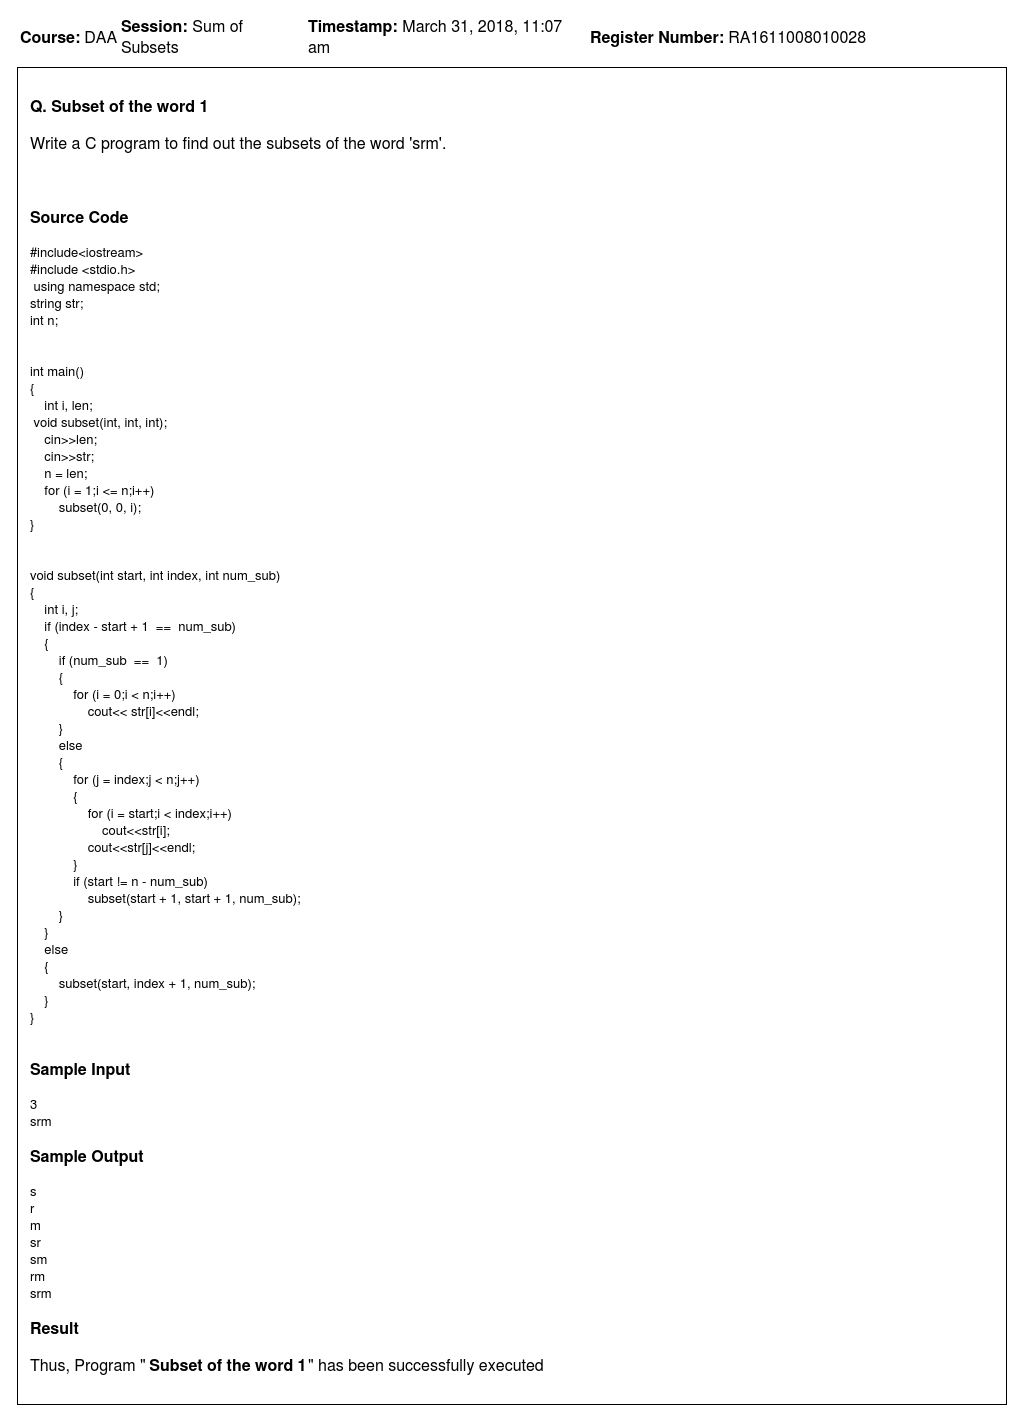 Course: DAA Session: Sum of Subsets Timestamp: March 31, 2018, 11:07 am Register Number: RA1611008010028
Q. Subset of the word 1
Write a C program to find out the subsets of the word 'srm'.
Source Code
#include<iostream>
#include <stdio.h>
 using namespace std;
string str;
int n;
int main()
{
    int i, len;
 void subset(int, int, int);
    cin>>len;
    cin>>str;
    n = len;
    for (i = 1;i <= n;i++)
        subset(0, 0, i);
}
void subset(int start, int index, int num_sub)
{
    int i, j;
    if (index - start + 1  ==  num_sub)
    {
        if (num_sub  ==  1)
        {
            for (i = 0;i < n;i++)
                cout<< str[i]<<endl;
        }
        else
        {
            for (j = index;j < n;j++)
            {
                for (i = start;i < index;i++)
                    cout<<str[i];
                cout<<str[j]<<endl;
            }
            if (start != n - num_sub)
                subset(start + 1, start + 1, num_sub);
        }
    }
    else
    {
        subset(start, index + 1, num_sub);
    }
}
Sample Input
3
srm
Sample Output
s
r
m
sr
sm
rm
srm
Result
Thus, Program " Subset of the word 1" has been successfully executed